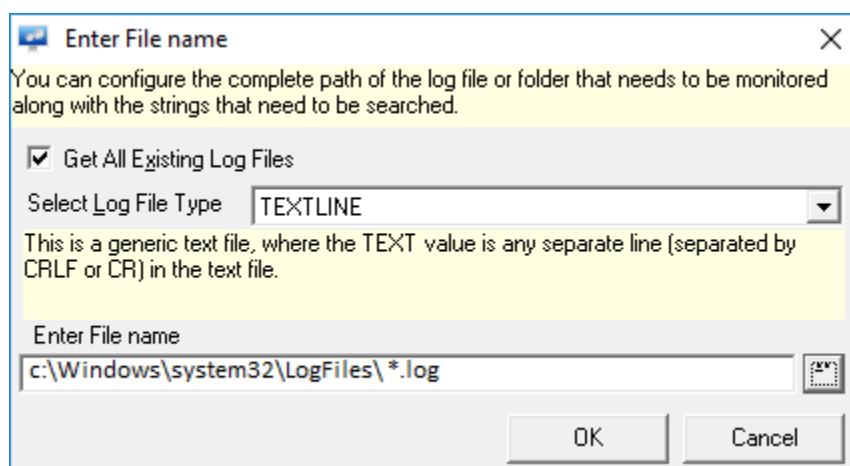 Enter File name
You can configure the complete path of the log file or folder that needs to be monitored
along with the strings that need to be searched.
Get All Existing Log Files
Select Log File Type TEXTLINE
This is a generic text file, where the TEXT value is any separate line (separated by
CRLF or CR) in the text file.
Enter File name
c:\Windows\system32\LogFiles\*.log
OK Cancel